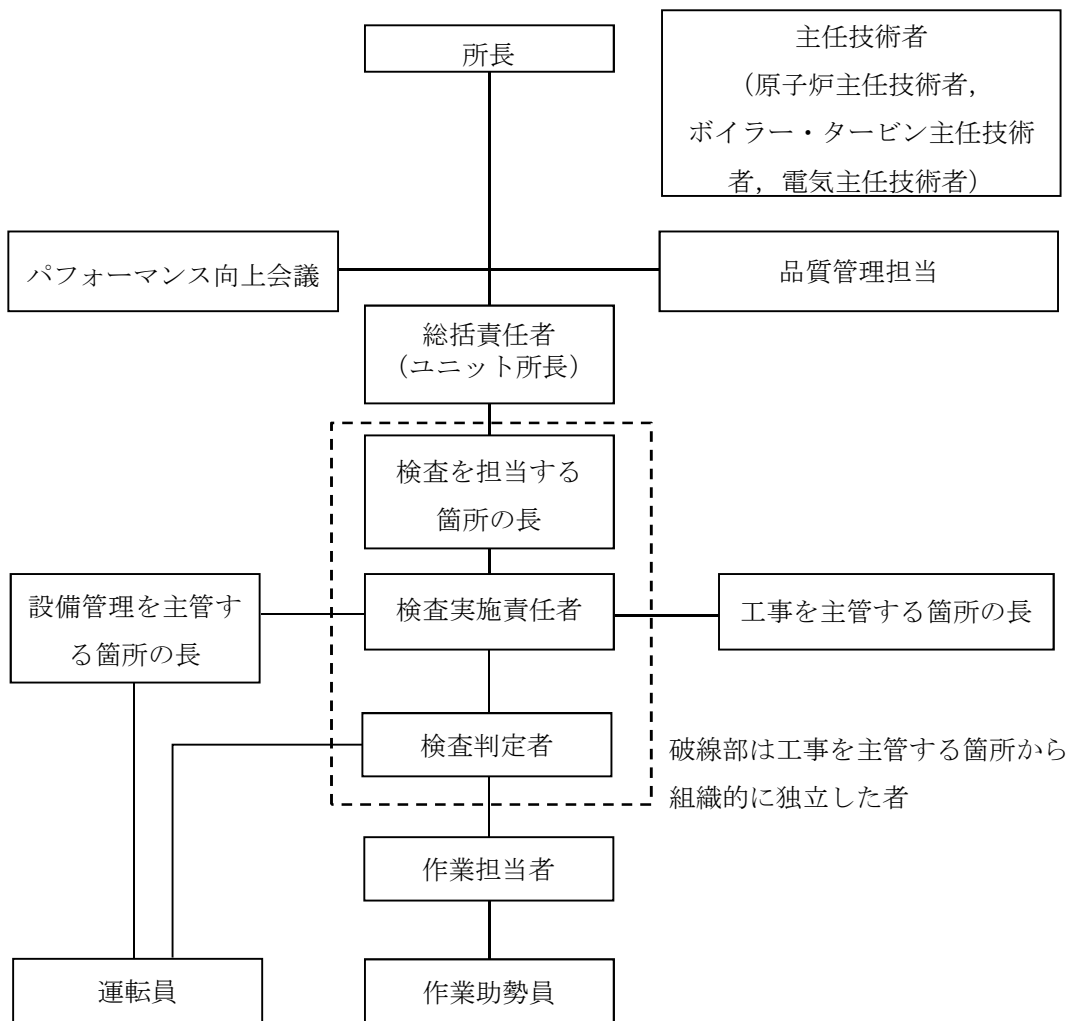 所長
主任技術者
（原子炉主任技術者，
ボイラー・タービン主任技術
者，電気主任技術者）
パフォーマンス向上会議
品質管理担当
総括責任者
（ユニット所長）
検査を担当する
箇所の長
設備管理を主管す
る箇所の長
検査実施責任者
工事を主管する箇所の長
検査判定者
破線部は工事を主管する箇所から
組織的に独立した者
作業担当者
運転員
作業助勢員